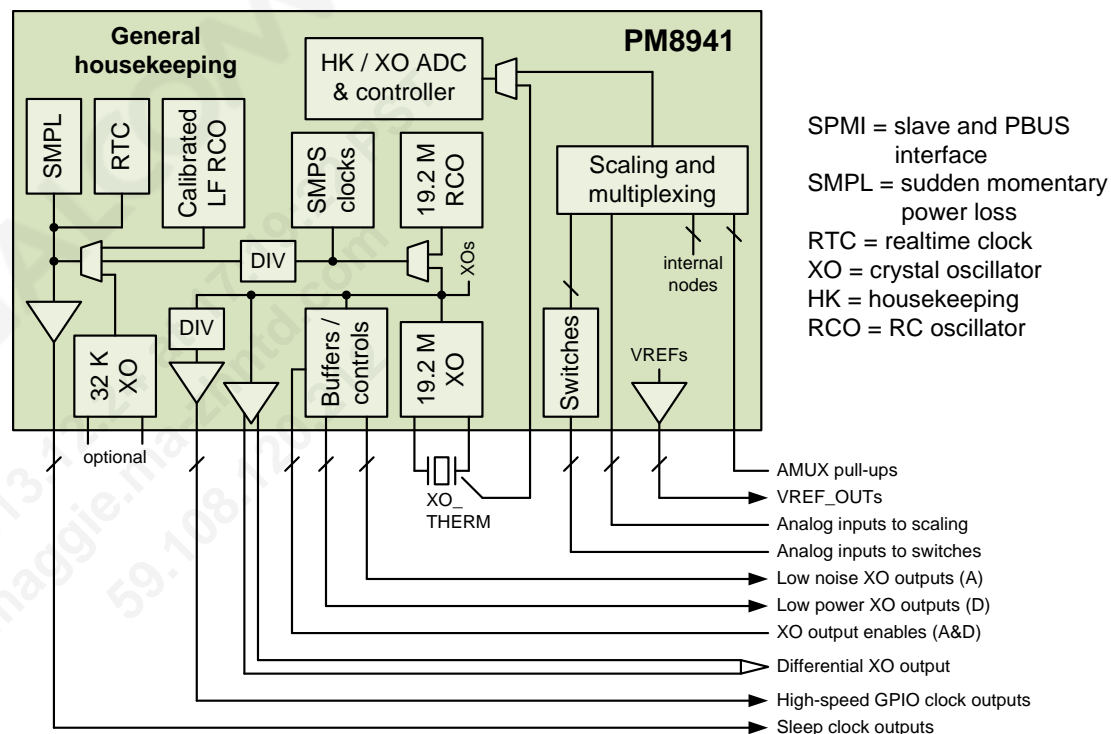 General
housekeeping
PM8941
HK / XO ADC
& controller
SMPL
RTC
Calibrated
LF RCO
SMPS
clocks
19.2 M
RCO
Scaling and
multiplexing
DIV
XOs
internal
nodes
DIV
32 K
XO
Buffers /
controls
19.2 M
XO
Switches
VREFs
optional
XO_
THERM
AMUX pull-ups
VREF_OUTs
Analog inputs to scaling
Analog inputs to switches
Low noise XO outputs (A)
Low power XO outputs (D)
XO output enables (A&D)
Differential XO output
High-speed GPIO clock outputs
Sleep clock outputs
SPMI = slave and PBUS
interface
SMPL = sudden momentary
power loss
RTC = realtime clock
XO = crystal oscillator
HK = housekeeping
RCO = RC oscillator
59.108.120.212